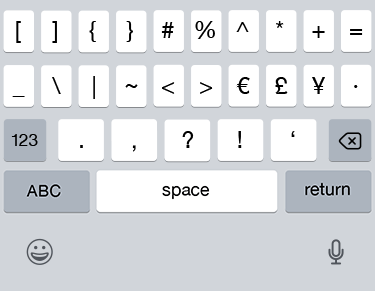 [ ] { } # % ^ * + =
_ \ | ~ < > € £ ¥ ·
123 . , ? ! ‘
ABC space return